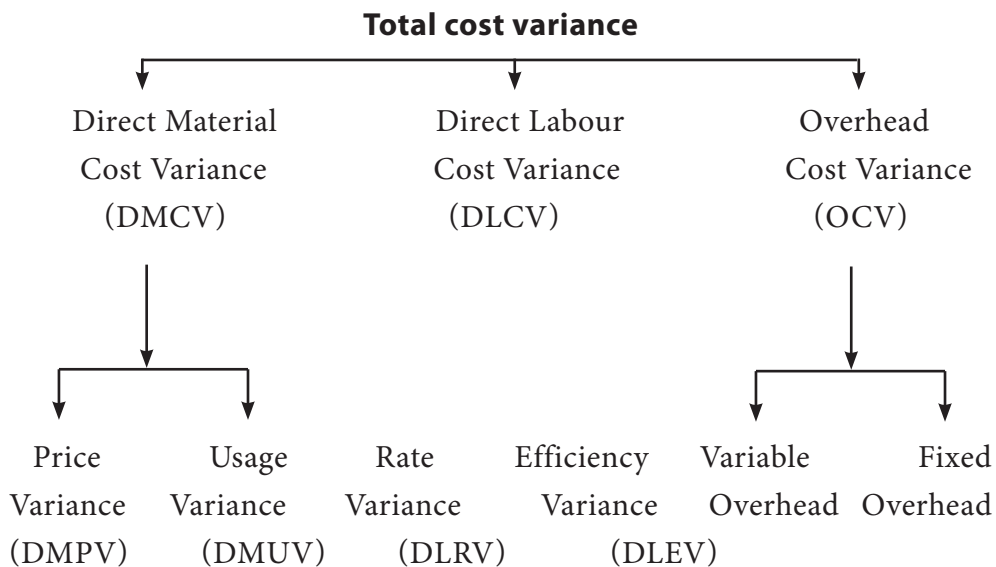 Total cost variance
Direct Material Direct Labour Overhead
Cost Variance Cost Variance Cost Variance
(DMCV) (DLCV) (OCV)
Price Usage Rate Efficiency Variable Fixed
Variance Variance Variance Variance Overhead Overhead
(DMPV) (DMUV) (DLRV) (DLEV)